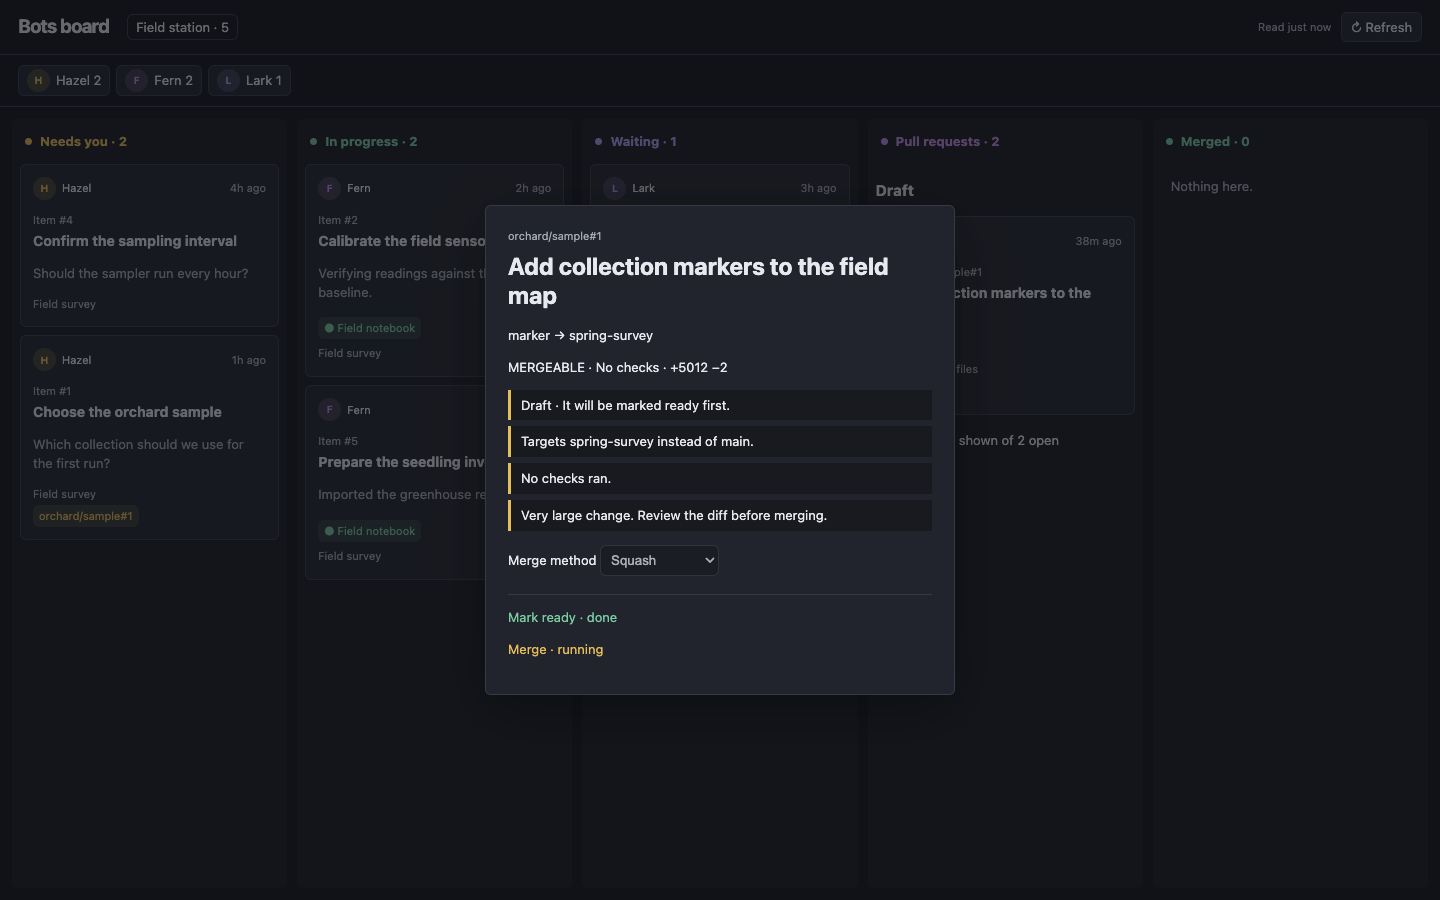 Bots board
Field station · 5
Read just now
↻ Refresh
H Hazel 2
F Fern 2
L Lark 1
Needs you · 2
H Hazel 4h ago
Item #4
Confirm the sampling interval
Should the sampler run every hour?
Field survey
H Hazel 1h ago
Item #1
Choose the orchard sample
Which collection should we use for
the first run?
Field survey
orchard/sample#1
In progress · 2
F Fern 2h ago
Item #2
Calibrate the field
Verifying readings against
baseline.
Field notebook
Field survey
F Fern
Item #5
Prepare the seedling
Imported the greenhouse
Field notebook
Field survey
Waiting · 1
L Lark 3h ago
Pull requests · 2
Draft
38m ago
markers to the
files
shown of 2 open
Merged · 0
Nothing here.
orchard/sample#1
Add collection markers to the field
map
marker → spring-survey
MERGEABLE · No checks · +5012 −2
Draft · It will be marked ready first.
Targets spring-survey instead of main.
No checks ran.
Very large change. Review the diff before merging.
Merge method Squash
Mark ready · done
Merge · running